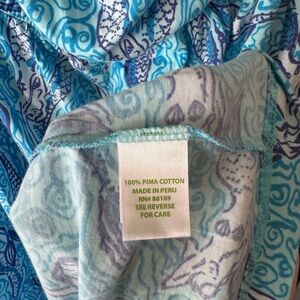 100% PIMA COTTON
MADE IN PERU
RN# 88189
SEE REVERSE
FOR CARE